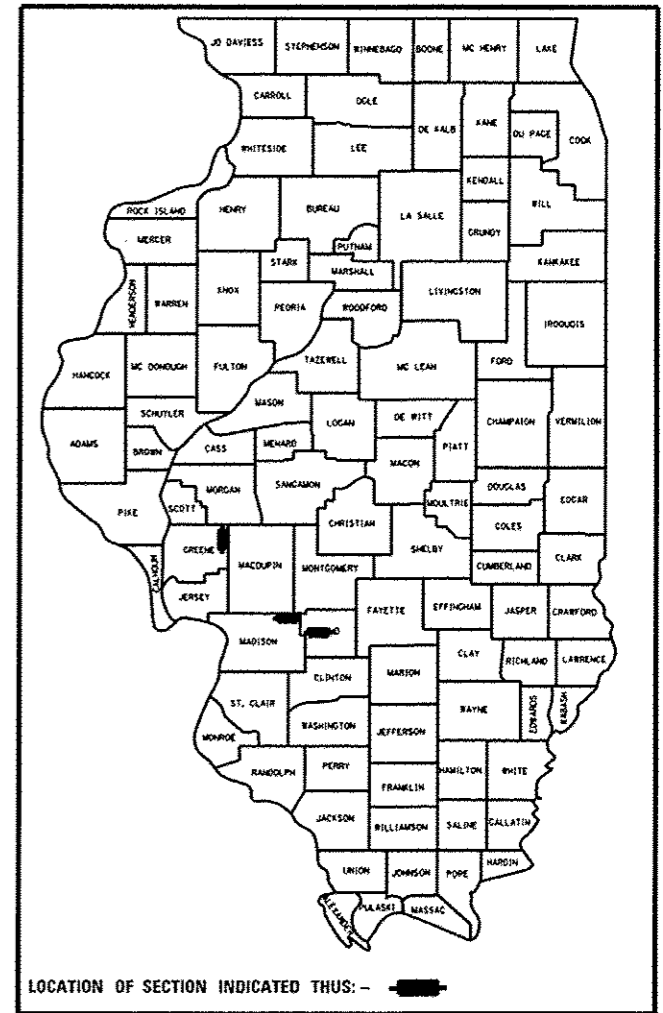 JO DAVIESS STEPHENSON WINNEBAGO BOONE MC HENRY LAKE
CARROLL OGLE DE KALB KANE DU PAGE COOK
WHITESIDE LEE KENDALL WILL
ROCK ISLAND HENRY BUREAU LA SALLE GRUNDY
MERCER PUTNAM KANKAKEE
HENDERSON WARREN KNOX STARK MARSHALL LIVINGSTON
PEORIA WOODFORD IROQUOIS
HANCOCK MC DONOUGH FULTON TAZEWELL MC LEAN FORD
SCHUYLER MASON LOGAN DE WITT CHAMPAIGN VERMILION
ADAMS BROWN CASS MENARD PIATT
MACON
PIKE SCOTT MORGAN SANGAMON CHRISTIAN MOULTRIE DOUGLAS EDGAR
COLES
CALHOUN GREENE MACOUPIN MONTGOMERY SHELBY CUMBERLAND CLARK
JERSEY FAYETTE EFFINGHAM JASPER CRAWFORD
MADISON O
CLINTON MARION CLAY RICHLAND LAWRENCE
ST. CLAIR WAYNE EDWARDS WABASH
MONROE WASHINGTON JEFFERSON
RANDOLPH PERRY HAMILTON WHITE
FRANKLIN
JACKSON WILLIAMSON SALINE GALLATIN
UNION JOHNSON POPE HARDIN
ALEXANDER PULASKI MASSAC
LOCATION OF SECTION INDICATED THUS: -